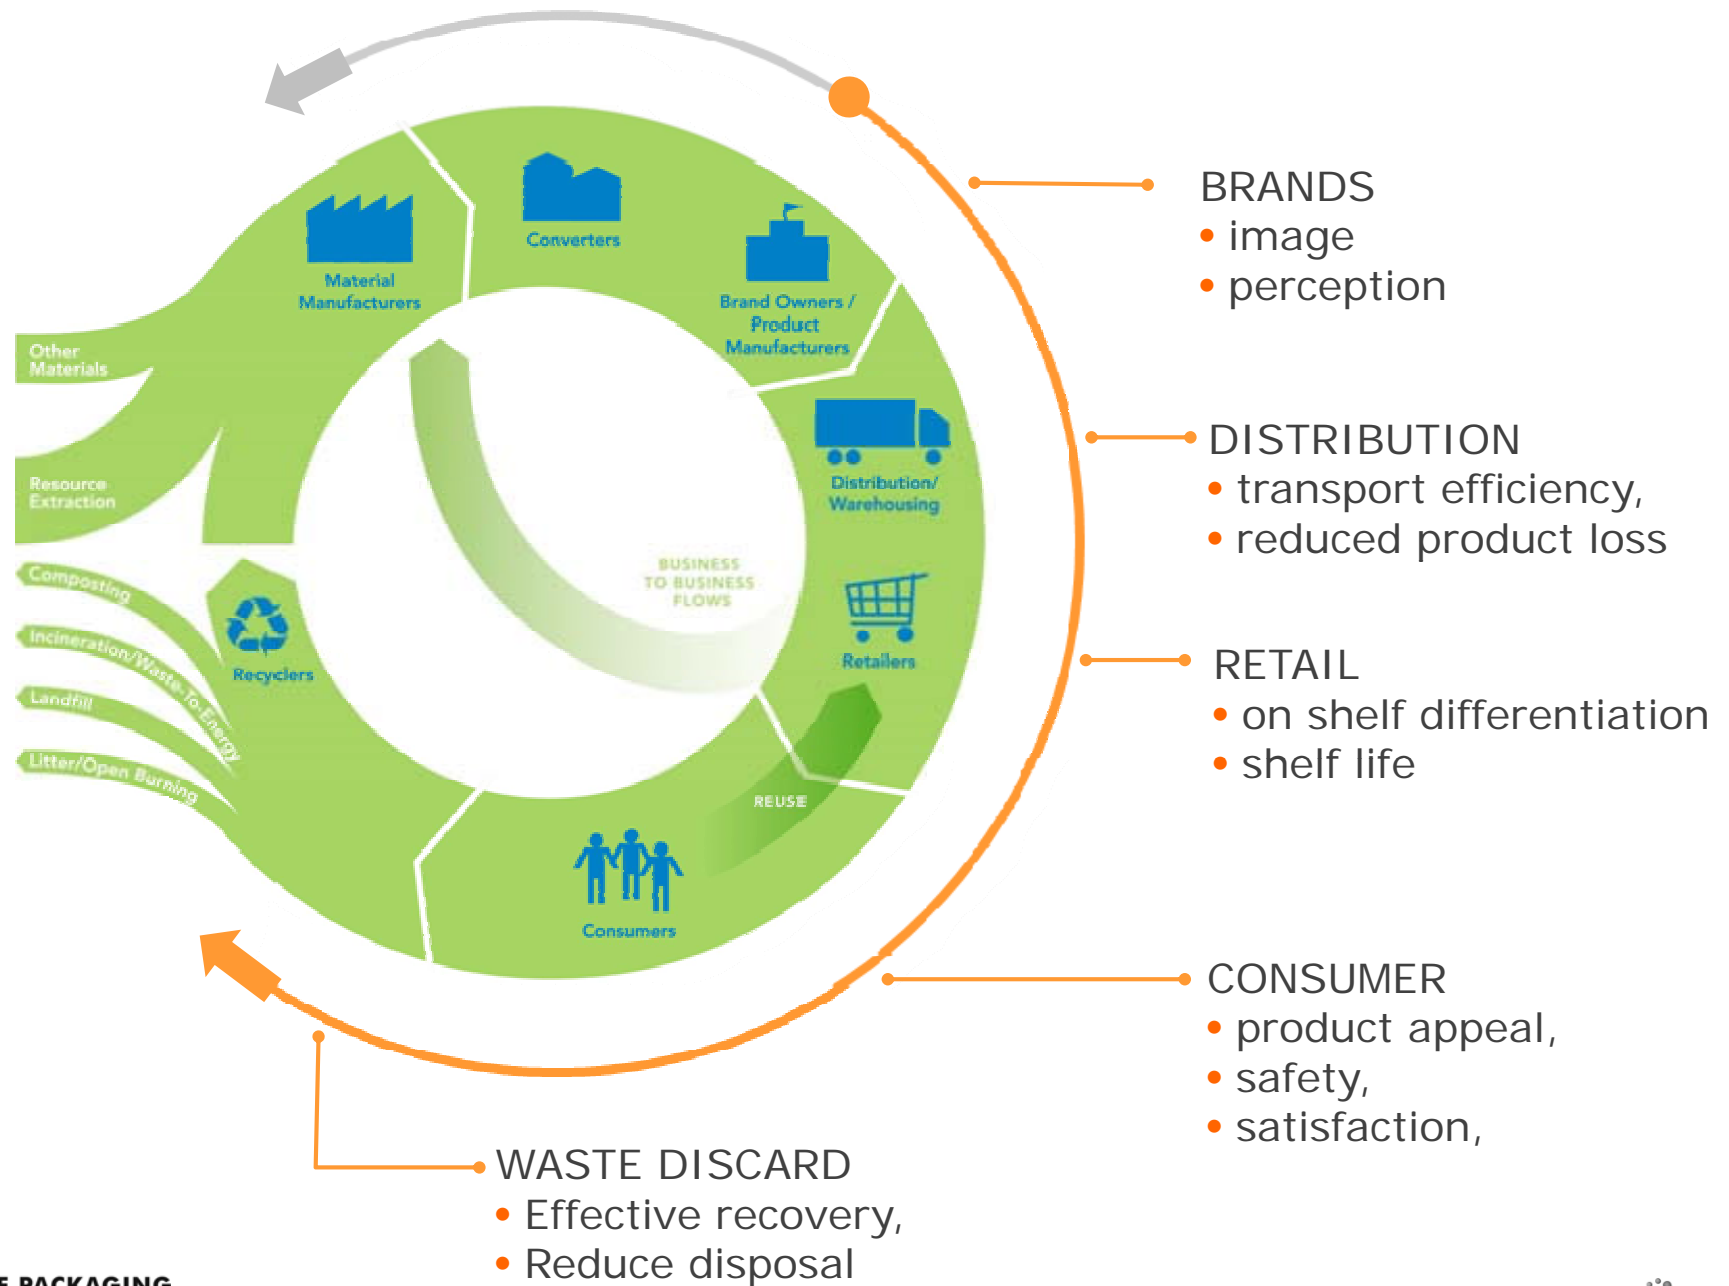 Converters
Material
Manufacturers
Brand Owners /
Product
Manufacturers
Other
Materials
Resource
Extraction
Distribution/
Warehousing
BUSINESS
TO BUSINESS
FLOWS
Composting
Incineration/Waste-To-Energy
Landfill
Litter/Open Burning
Recyclers
Retailers
REUSE
Consumers
BRANDS
• image
• perception
DISTRIBUTION
• transport efficiency,
• reduced product loss
RETAIL
• on shelf differentiation
• shelf life
CONSUMER
• product appeal,
• safety,
• satisfaction,
WASTE DISCARD
• Effective recovery,
• Reduce disposal
PACKAGING